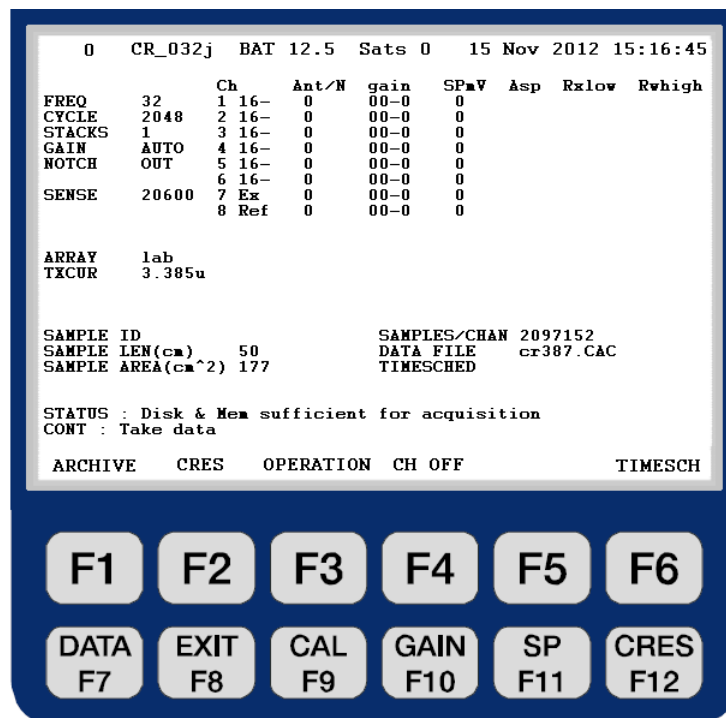 0 CR_032j BAT 12.5 Sats 0 15 Nov 2012 15:16:45
Ch Ant/N gain SPmV Asp Rxlow Rwhigh
FREQ 32 1 16- 0 00-0 0
CYCLE 2048 2 16- 0 00-0 0
STACKS 1 3 16- 0 00-0 0
GAIN AUTO 4 16- 0 00-0 0
NOTCH OUT 5 16- 0 00-0 0
6 16- 0 00-0 0
SENSE 20600 7 Ex 0 00-0 0
8 Ref 0 00-0 0
ARRAY lab
TXCUR 3.385u
SAMPLE ID SAMPLES/CHAN 2097152
SAMPLE LEN(cm) 50 DATA FILE cr387.CAC
SAMPLE AREA(cm^2) 177 TIMESCHED
STATUS : Disk & Mem sufficient for acquisition
CONT : Take data
ARCHIVE CRES OPERATION CH OFF TIMESCH
F1 F2 F3 F4 F5 F6
DATA EXIT CAL GAIN SP CRES
F7 F8 F9 F10 F11 F12